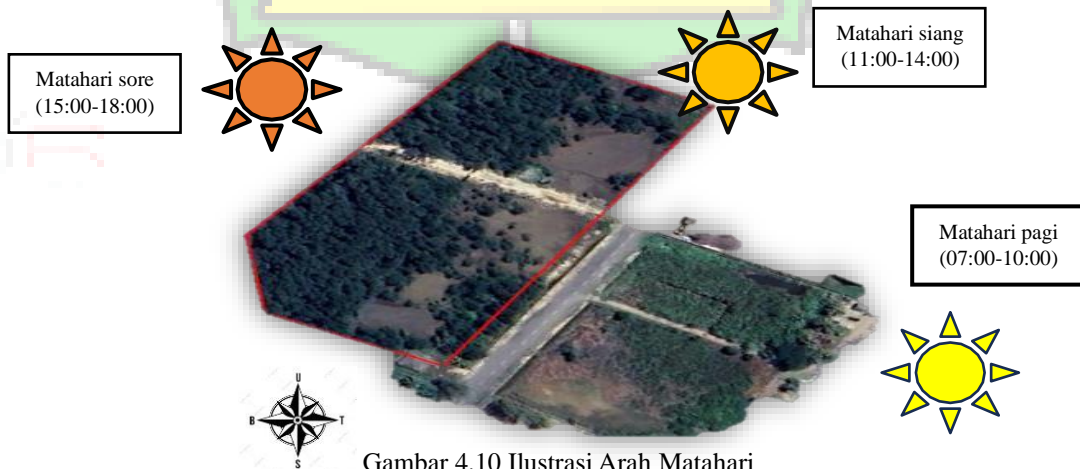 Matahari sore
(15:00-18:00)
Matahari siang
(11:00-14:00)
Matahari pagi
(07:00-10:00)
U
B
T
S
Gambar 4.10 Ilustrasi Arah Matahari